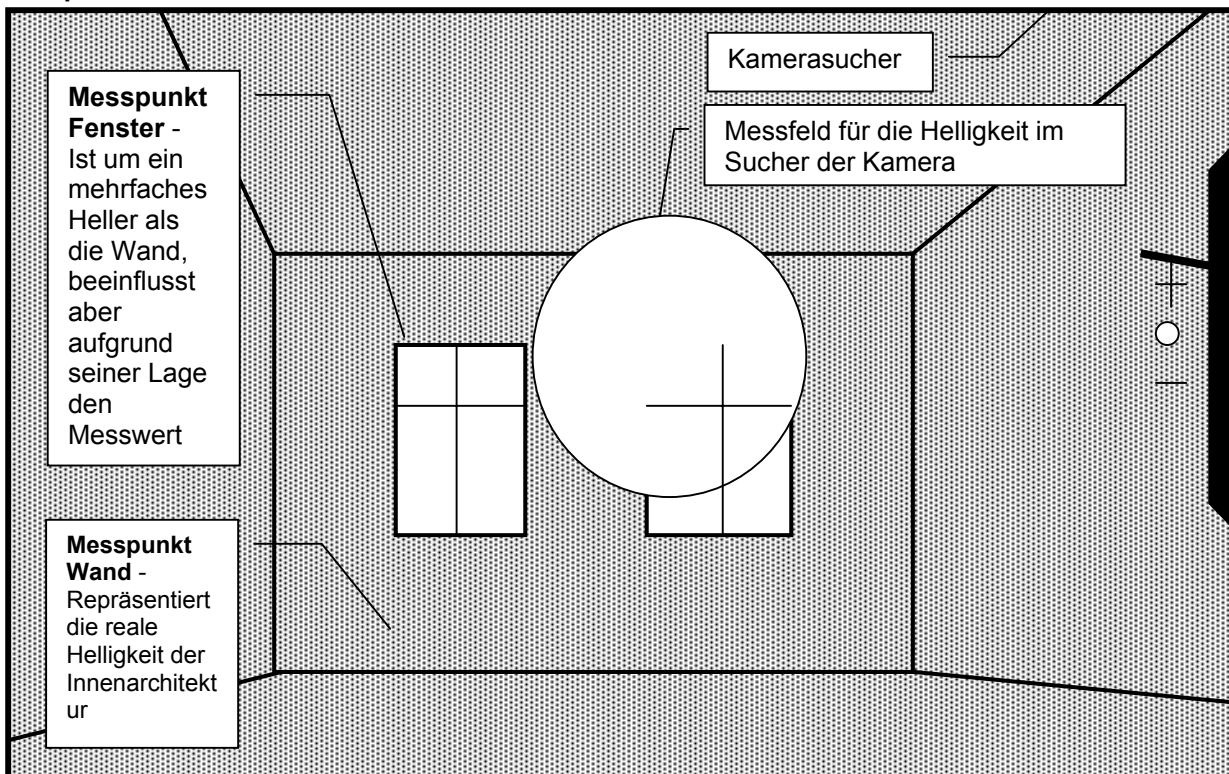 Kamerasucher
Messfeld für die Helligkeit im
Sucher der Kamera
Messpunkt
Fenster -
Ist um ein
mehrfaches
Heller als
die Wand,
beeinflusst
aber
aufgrund
seiner Lage
den
Messwert
Messpunkt
Wand -
Repräsentiert
die reale
Helligkeit der
Innenarchitekt
ur